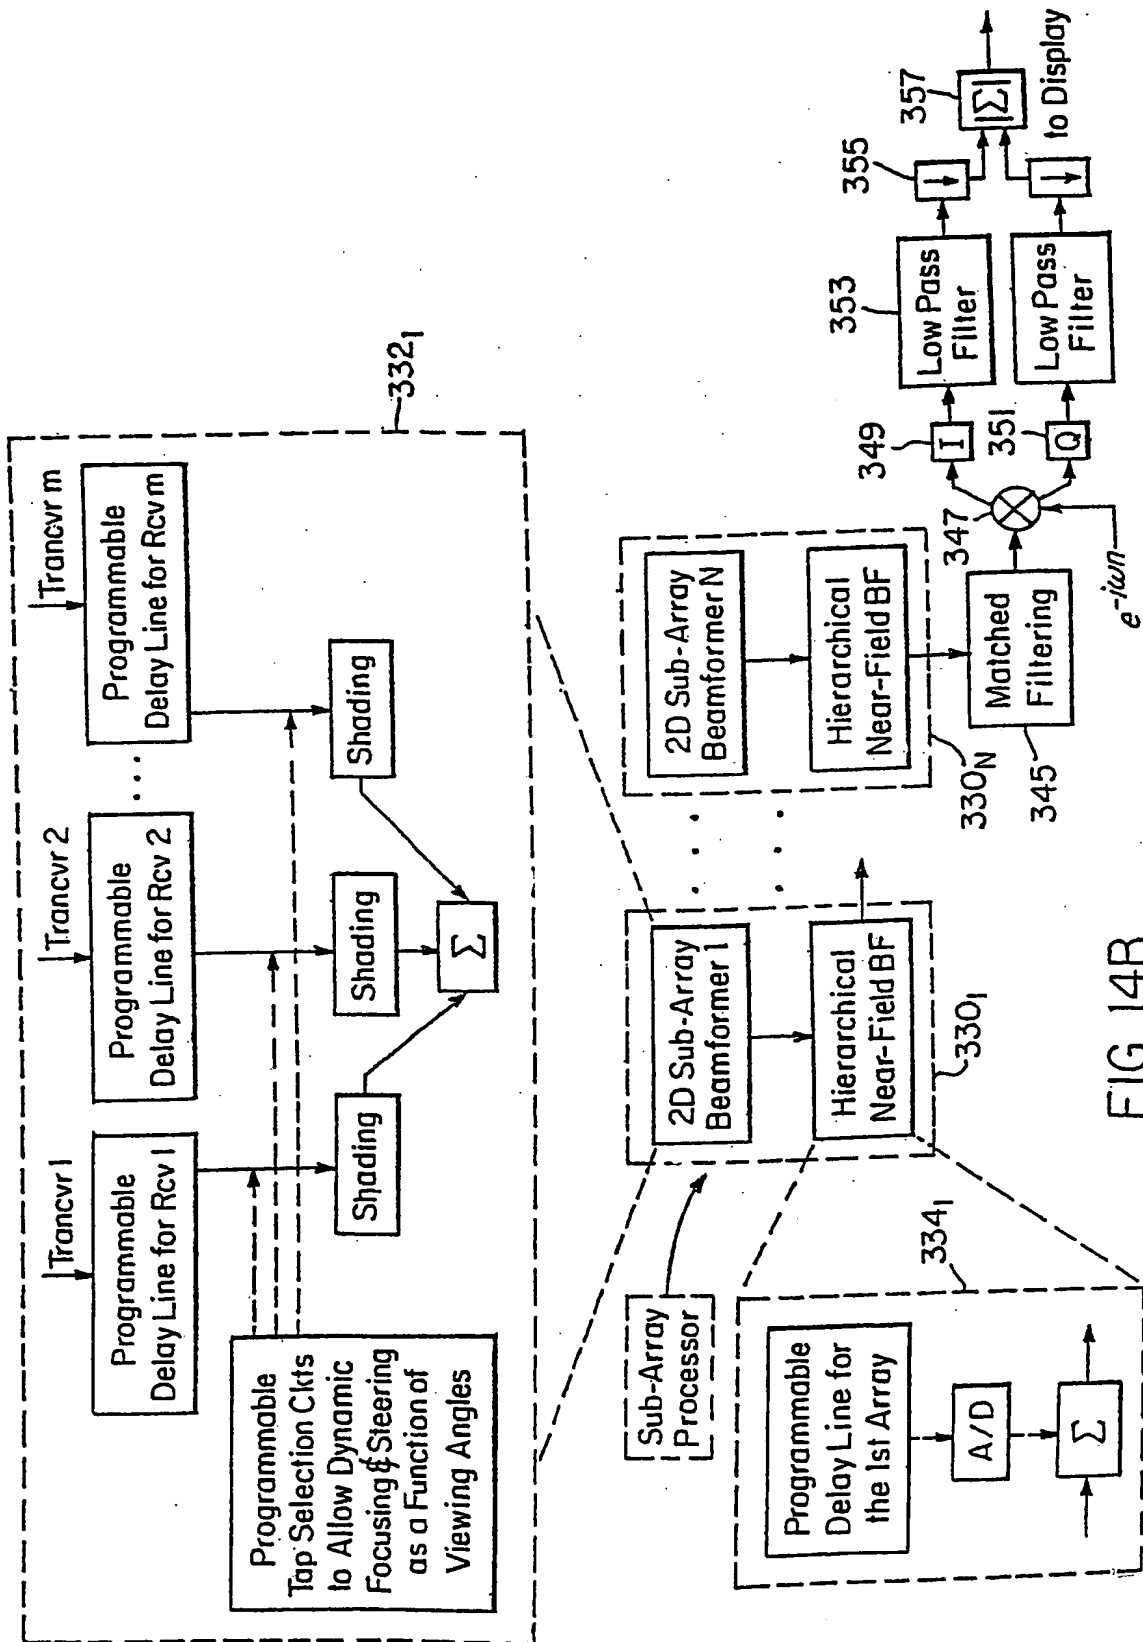 Trancvr 1
Trancvr 2
Trancvr m
Programmable
Delay Line for Rcv 1
Programmable
Delay Line for Rcv 2
...
Programmable
Delay Line for Rcv m
Programmable
Tap Selection Ckts
to Allow Dynamic
Focusing & Steering
as a Function of
Viewing Angles
Shading
Shading
Shading
Σ
332₁
Sub-Array
Processor
2D Sub-Array
Beamformer 1
Hierarchical
Near-Field BF
330₁
. . .
. . .
2D Sub-Array
Beamformer N
Hierarchical
Near-Field BF
330N
Programmable
Delay Line for
the 1st Array
A/D
Σ
334₁
Matched
Filtering
345
347
e^-iωn
I
349
Q
351
Low Pass
Filter
353
Low Pass
Filter
355
|Σ|
357
to Display
FIG. 14B